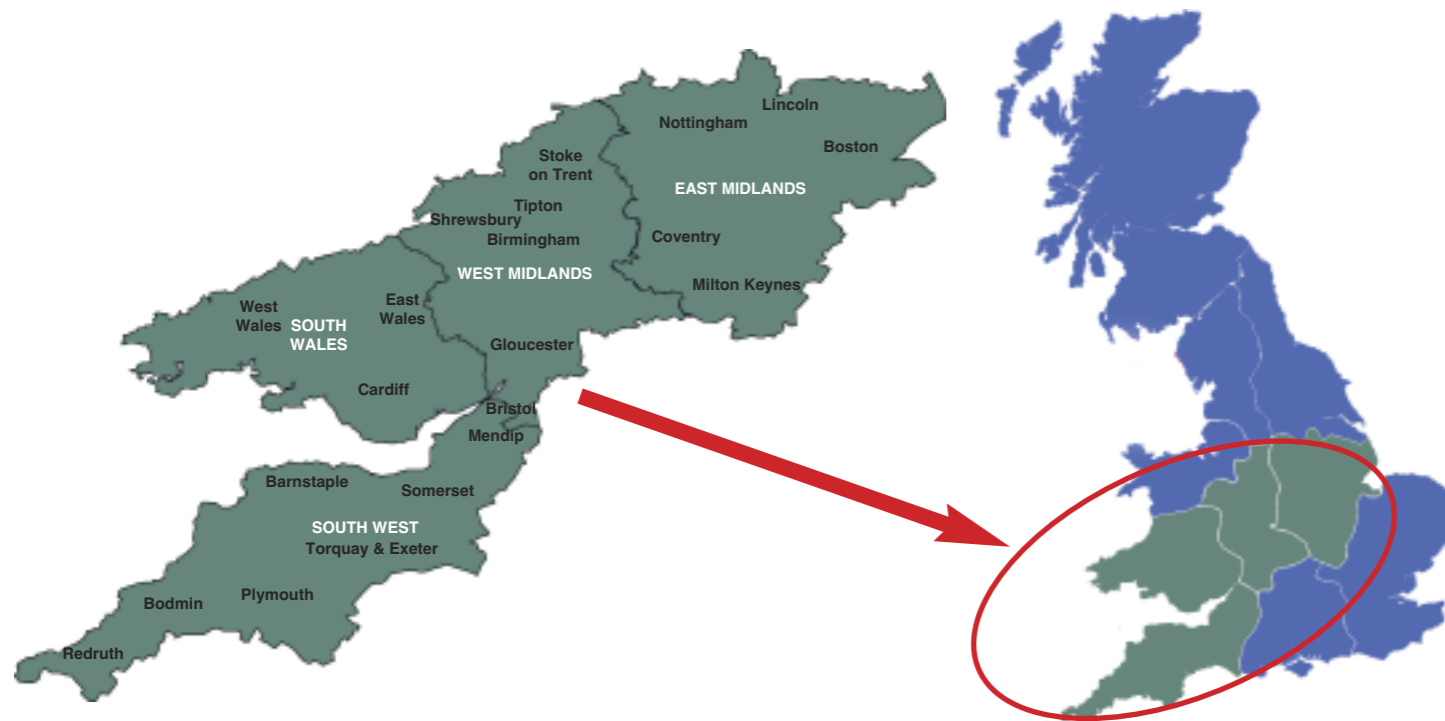 Lincoln
Nottingham
Boston
Stoke
on Trent
EAST MIDLANDS
Tipton
Shrewsbury
Birmingham
Coventry
WEST MIDLANDS
Milton Keynes
West
Wales
East
Wales
SOUTH
WALES
Gloucester
Cardiff
Bristol
Mendip
Barnstaple
Somerset
SOUTH WEST
Torquay & Exeter
Plymouth
Bodmin
Redruth